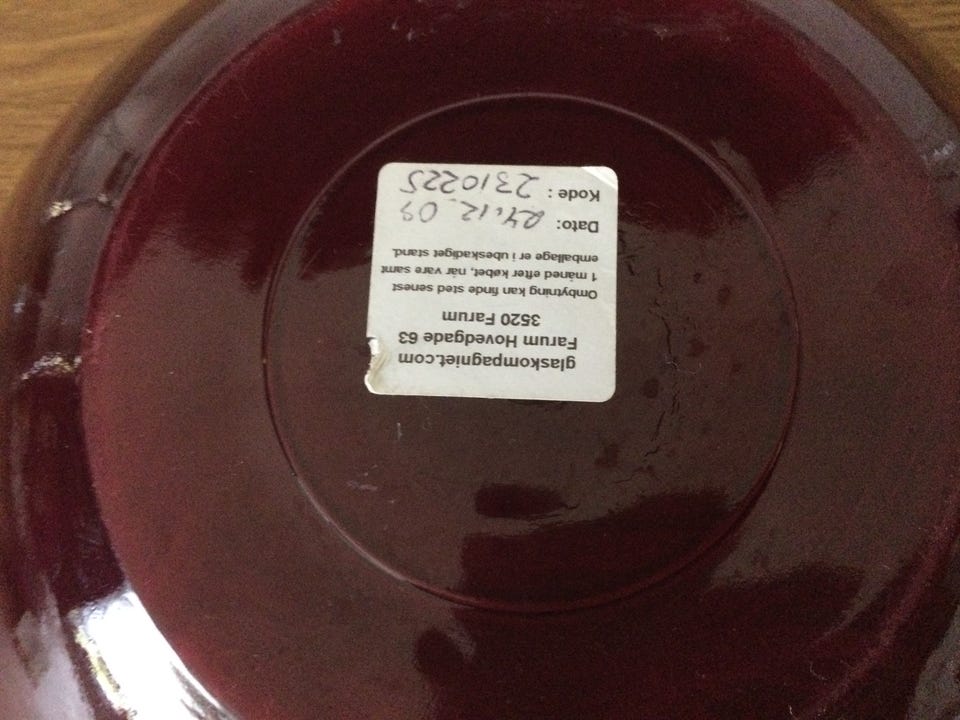 glaskompagniet.com
Farum Hovedgade 63
3520 Farum
Ombytning kan finde sted senest
1 måned efter købet, når vare samt
emballage er i ubeskadiget stand.
Dato: 24.12.09
Kode: 2310225